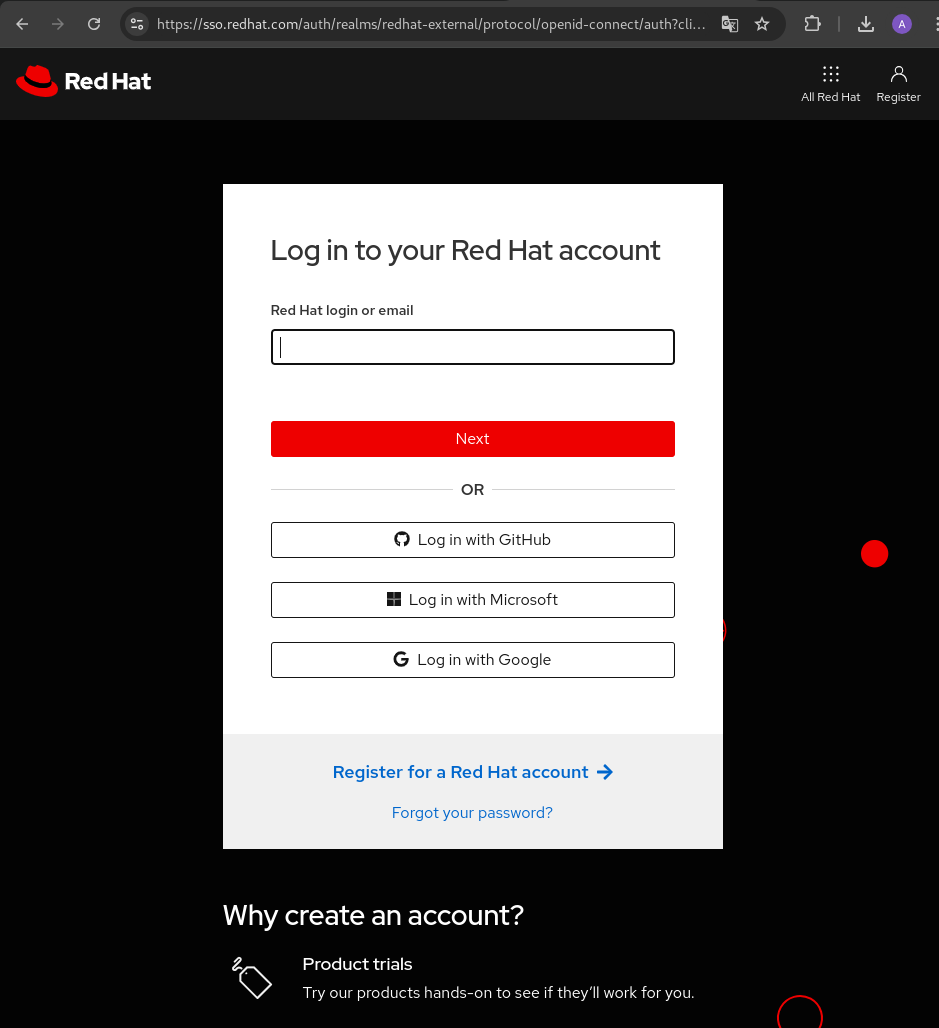 https://sso.redhat.com/auth/realms/redhat-external/protocol/openid-connect/auth?cli...
A
Red Hat
All Red Hat
Register
Log in to your Red Hat account
Red Hat login or email
Next
OR
Log in with GitHub
Log in with Microsoft
Log in with Google
Register for a Red Hat account
Forgot your password?
Why create an account?
Product trials
Try our products hands-on to see if they’ll work for you.